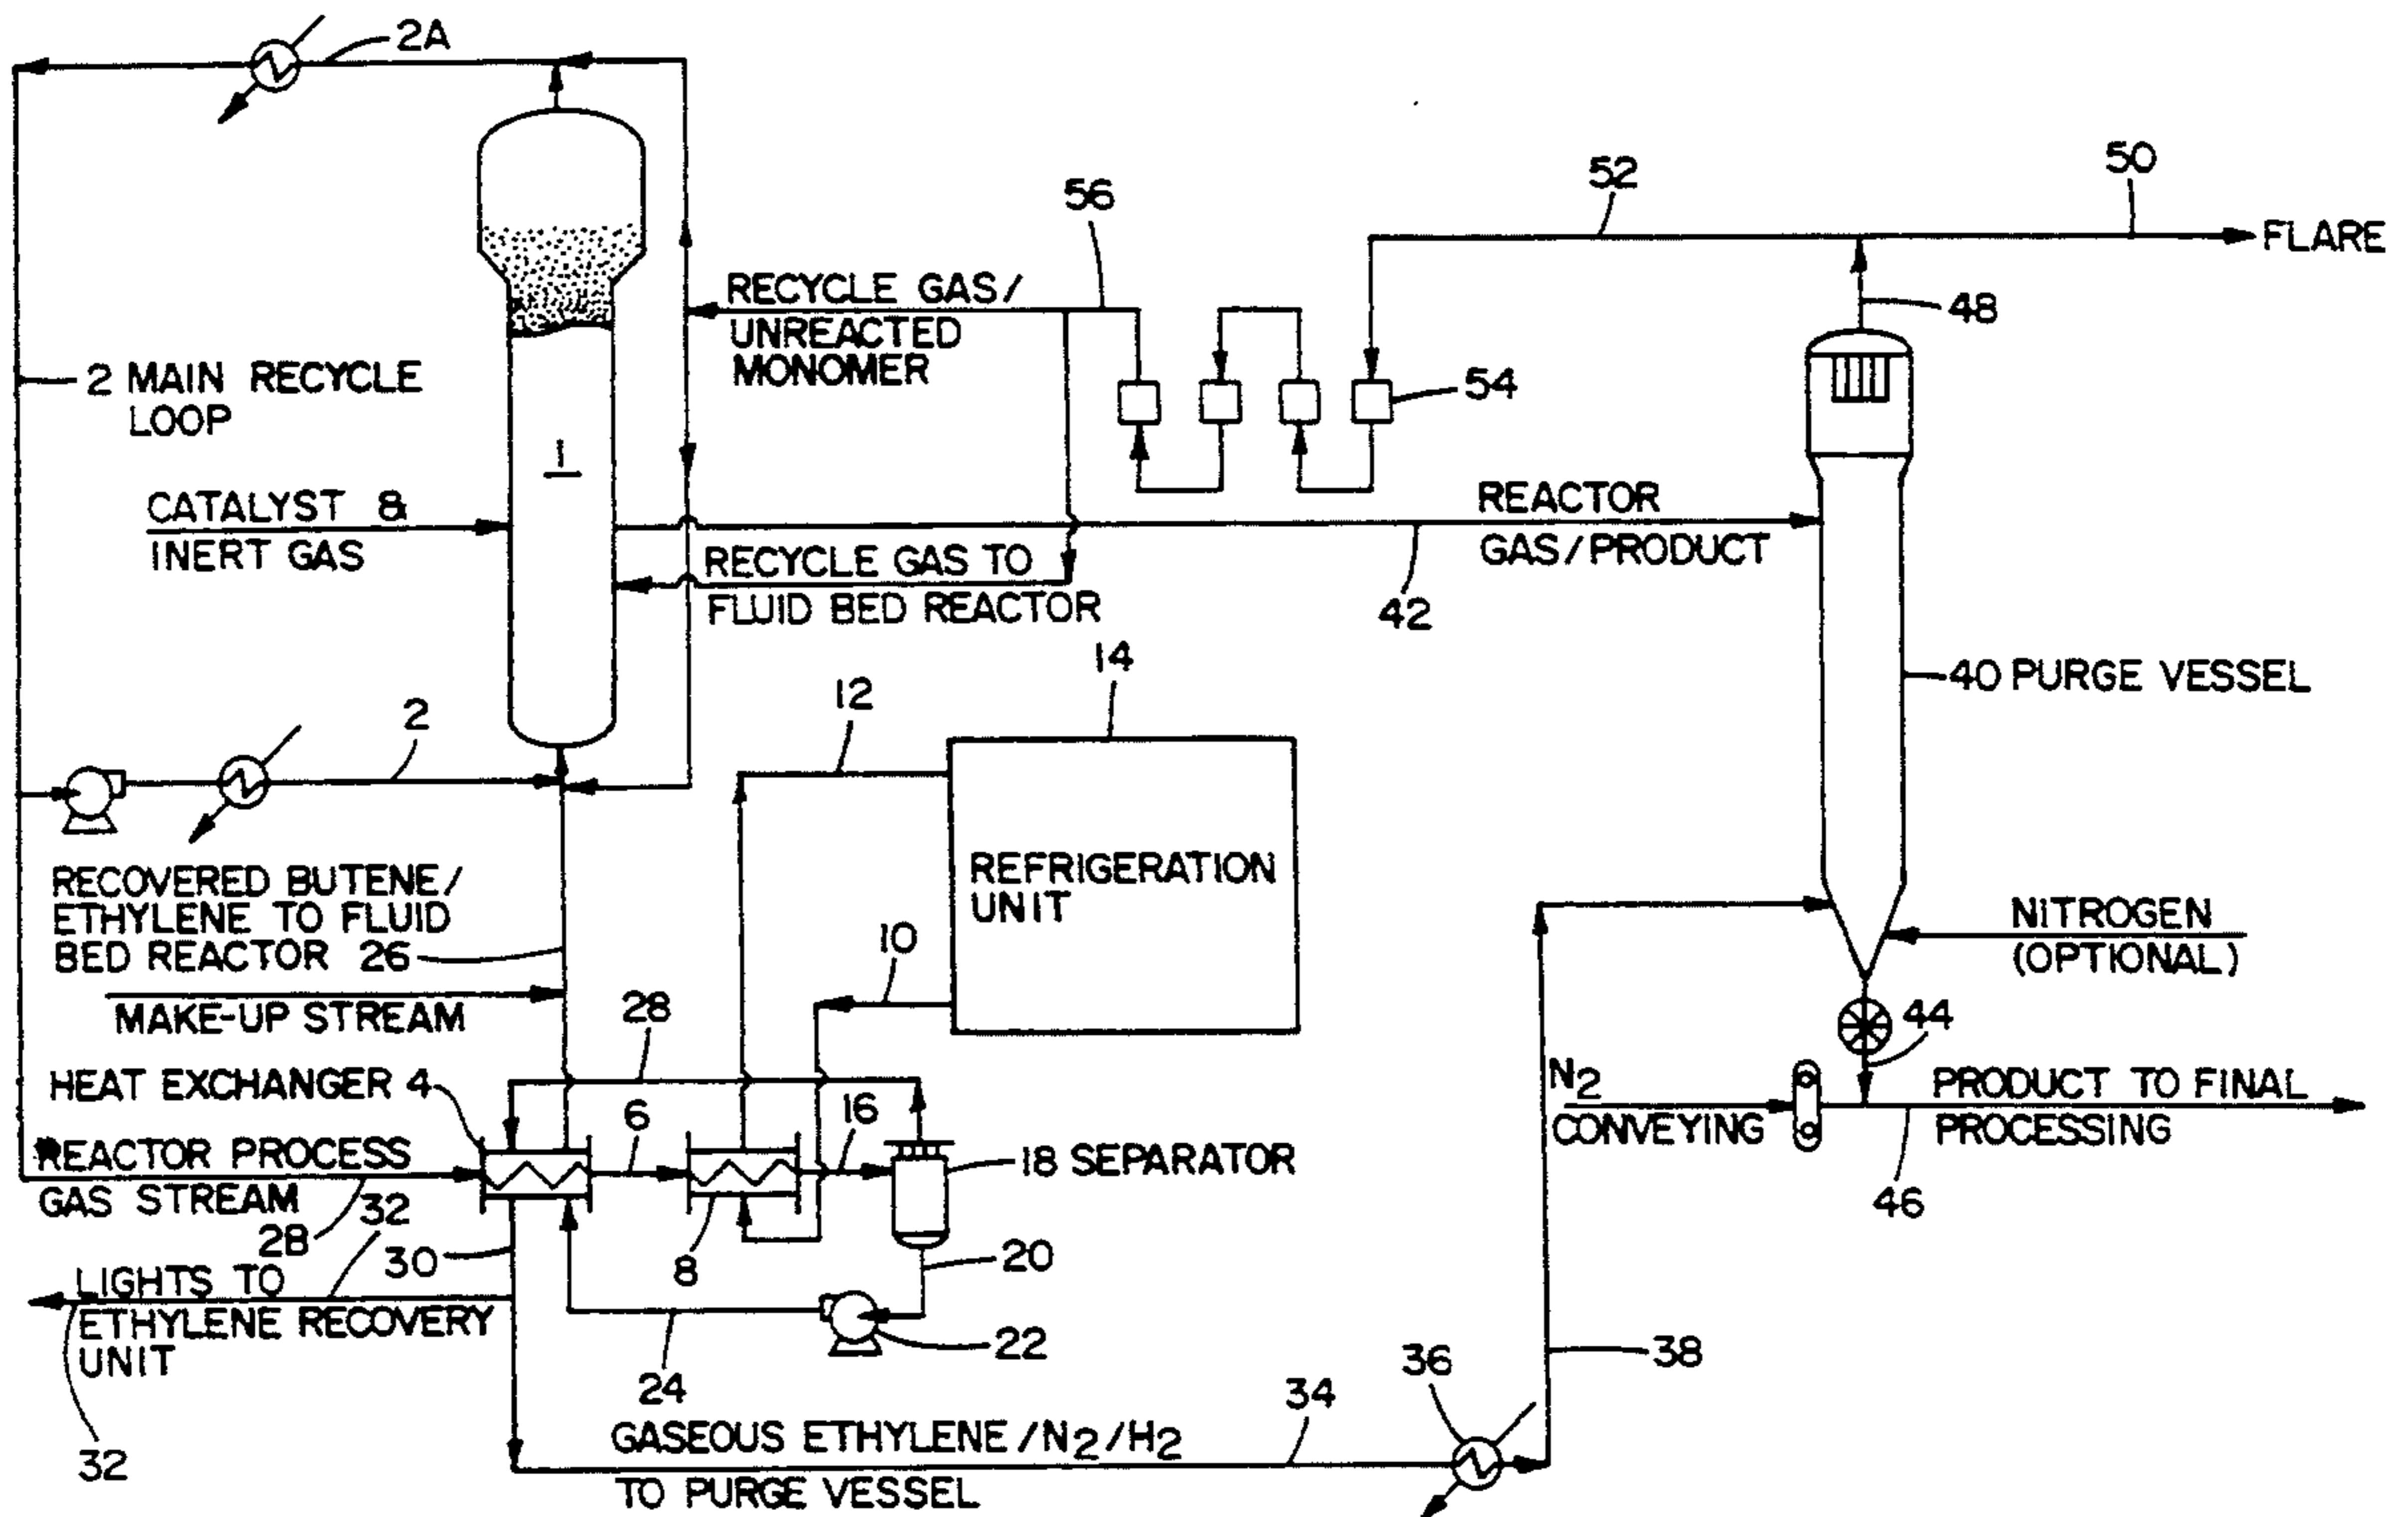 2A
50
52
FLARE
56
48
RECYCLE GAS/
UNREACTED
MONOMER
2 MAIN RECYCLE
LOOP
54
1
CATALYST &
INERT GAS
REACTOR
GAS/PRODUCT
RECYCLE GAS TO
FLUID BED REACTOR
42
14
40 PURGE VESSEL
12
2
RECOVERED BUTENE/
ETHYLENE TO FLUID
BED REACTOR 26
REFRIGERATION
UNIT
10
NITROGEN
(OPTIONAL)
MAKE-UP STREAM
28
44
HEAT EXCHANGER 4
6
16
N2
CONVEYING
PRODUCT TO FINAL
PROCESSING
REACTOR PROCESS
GAS STREAM
18 SEPARATOR
46
32
28
30
8
20
LIGHTS TO
ETHYLENE RECOVERY
UNIT
22
24
38
36
34
32
GASEOUS ETHYLENE/N2/H2
TO PURGE VESSEL